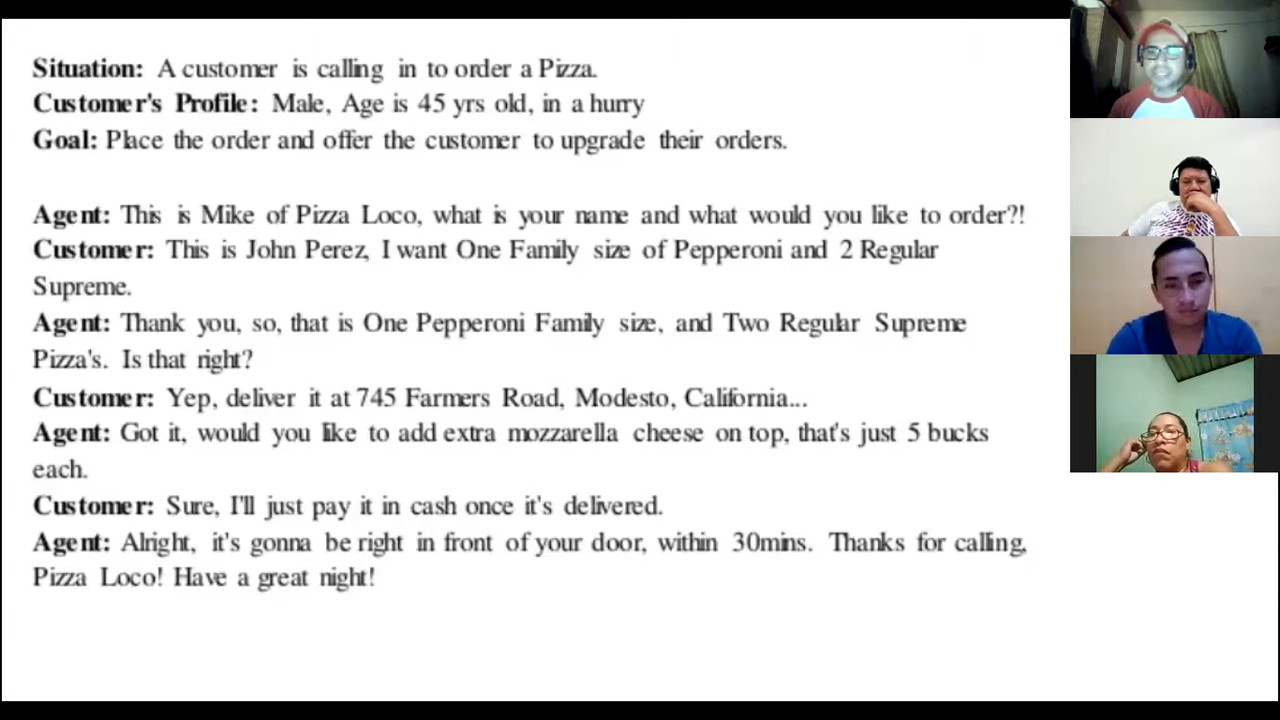 Situation: A customer is calling in to order a Pizza.
Customer's Profile: Male, Age is 45 yrs old, in a hurry
Goal: Place the order and offer the customer to upgrade their orders.
Agent: This is Mike of Pizza Loco, what is your name and what would you like to order?!
Customer: This is John Perez, I want One Family size of Pepperoni and 2 Regular
Supreme.
Agent: Thank you, so, that is One Pepperoni Family size, and Two Regular Supreme
Pizza's. Is that right?
Customer: Yep, deliver it at 745 Farmers Road, Modesto, California...
Agent: Got it, would you like to add extra mozzarella cheese on top, that's just 5 bucks
each.
Customer: Sure, I'll just pay it in cash once it's delivered.
Agent: Alright, it's gonna be right in front of your door, within 30mins. Thanks for calling,
Pizza Loco! Have a great night!